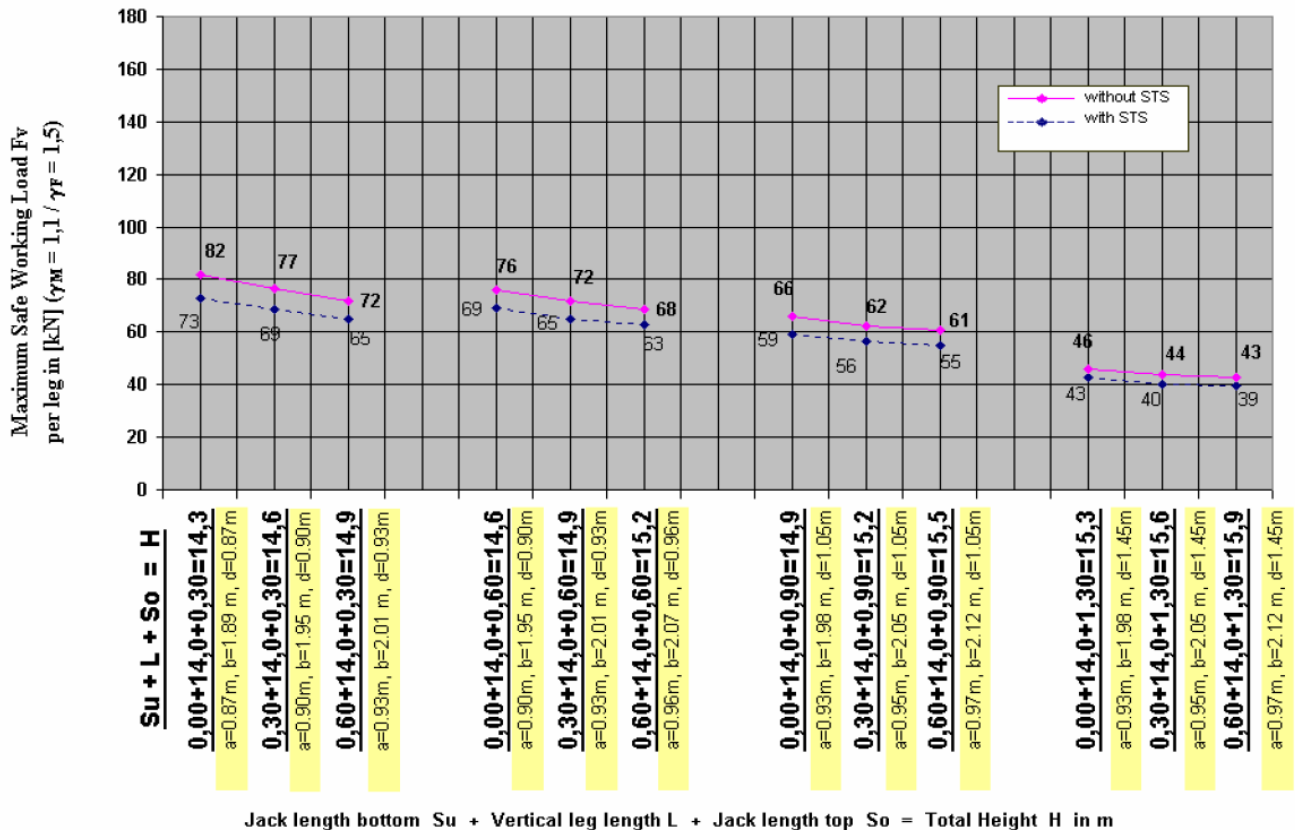 180
160
140
120
100
80
60
40
20
0
Maximum Safe Working Load Fv
per leg in [kN] (γM = 1,1 / γF = 1,5)
without STS
with STS
82
77
72
73
69
65
76
72
68
69
65
63
66
62
61
59
56
55
46
44
43
43
40
39
Su + L + So = H
0,00+14,0+0,30=14,3
a=0.87m, b=1.89 m, d=0.87m
0,30+14,0+0,30=14,6
a=0.90m, b=1.95 m, d=0.90m
0,60+14,0+0,30=14,9
a=0.93m, b=2.01 m, d=0.93m
0,00+14,0+0,60=14,6
a=0.90m, b=1.95 m, d=0.90m
0,30+14,0+0,60=14,9
a=0.93m, b=2.01 m, d=0.93m
0,60+14,0+0,60=15,2
a=0.96m, b=2.07 m, d=0.96m
0,00+14,0+0,90=14,9
a=0.93m, b=1.98 m, d=1.05m
0,30+14,0+0,90=15,2
a=0.95m, b=2.05 m, d=1.05m
0,60+14,0+0,90=15,5
a=0.97m, b=2.12 m, d=1.05m
0,00+14,0+1,30=15,3
a=0.93m, b=1.98 m, d=1.45m
0,30+14,0+1,30=15,6
a=0.95m, b=2.05 m, d=1.45m
0,60+14,0+1,30=15,9
a=0.97m, b=2.12 m, d=1.45m
Jack length bottom Su + Vertical leg length L + Jack length top So = Total Height H in m